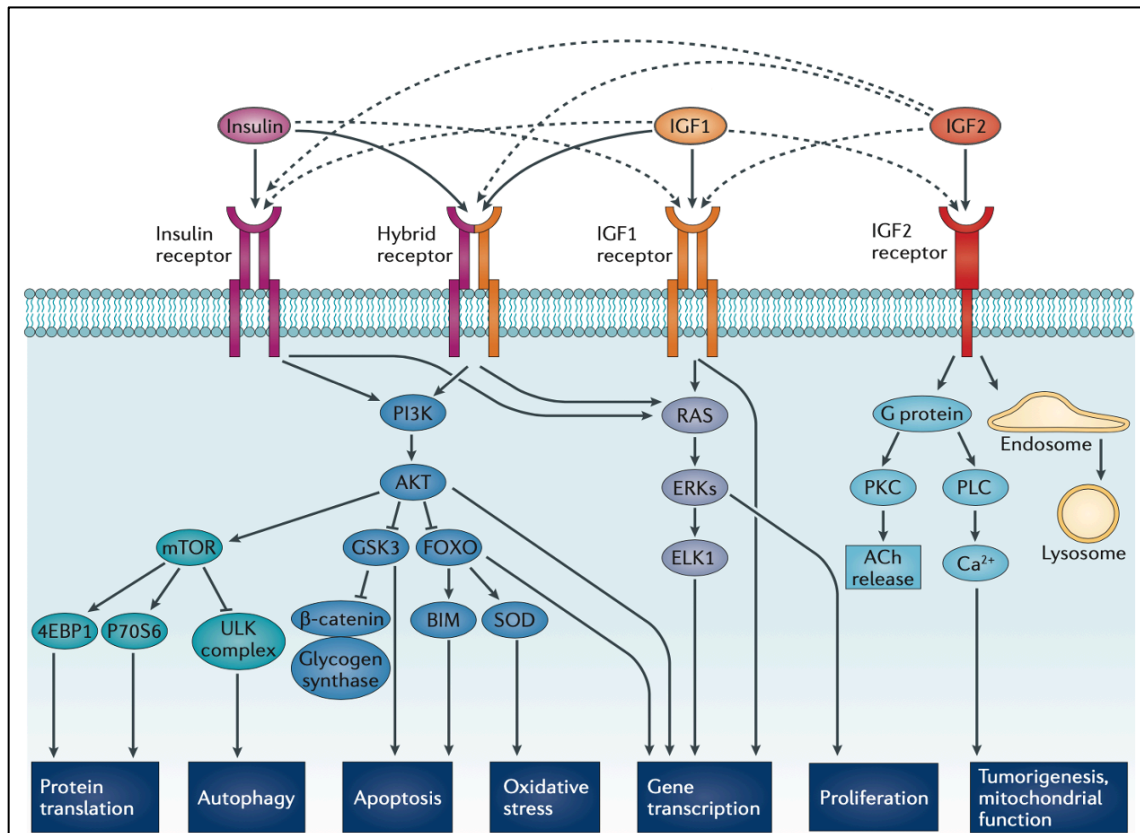 Insulin
IGF1
IGF2
Insulin
receptor
Hybrid
receptor
IGF1
receptor
IGF2
receptor
PI3K
RAS
G protein
Endosome
AKT
ERKs
PKC
PLC
mTOR
GSK3
FOXO
ELK1
ACh
release
Ca²⁺
Lysosome
4EBP1
P70S6
ULK
complex
β-catenin
Glycogen
synthase
BIM
SOD
Protein
translation
Autophagy
Apoptosis
Oxidative
stress
Gene
transcription
Proliferation
Tumorigenesis,
mitochondrial
function